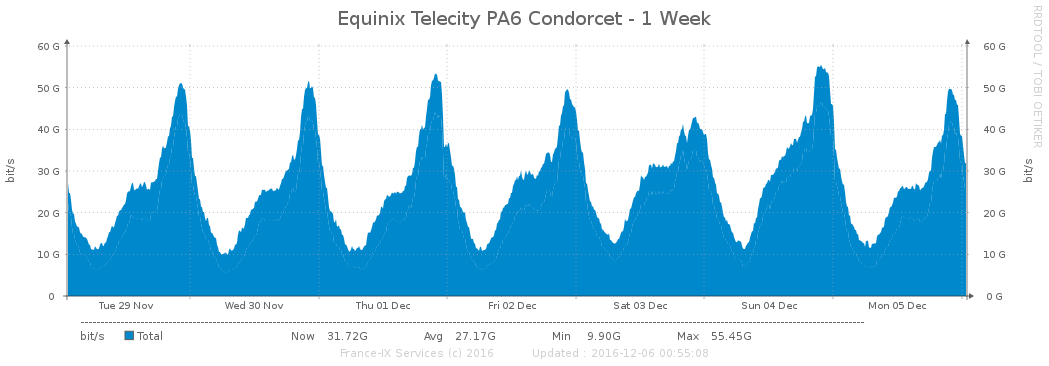 Equinix Telecity PA6 Condorcet - 1 Week
RRDTOOL / TOBI OETIKER
60 G 60 G
50 G 50 G
40 G 40 G
30 G 30 G
20 G 20 G
10 G 10 G
0 0 G
bit/s
bit/s
Tue 29 Nov Wed 30 Nov Thu 01 Dec Fri 02 Dec Sat 03 Dec Sun 04 Dec Mon 05 Dec
bit/s Total Now 31.72G Avg 27.17G Min 9.90G Max 55.45G
France-IX Services (c) 2016 Updated : 2016-12-06 00:55:08